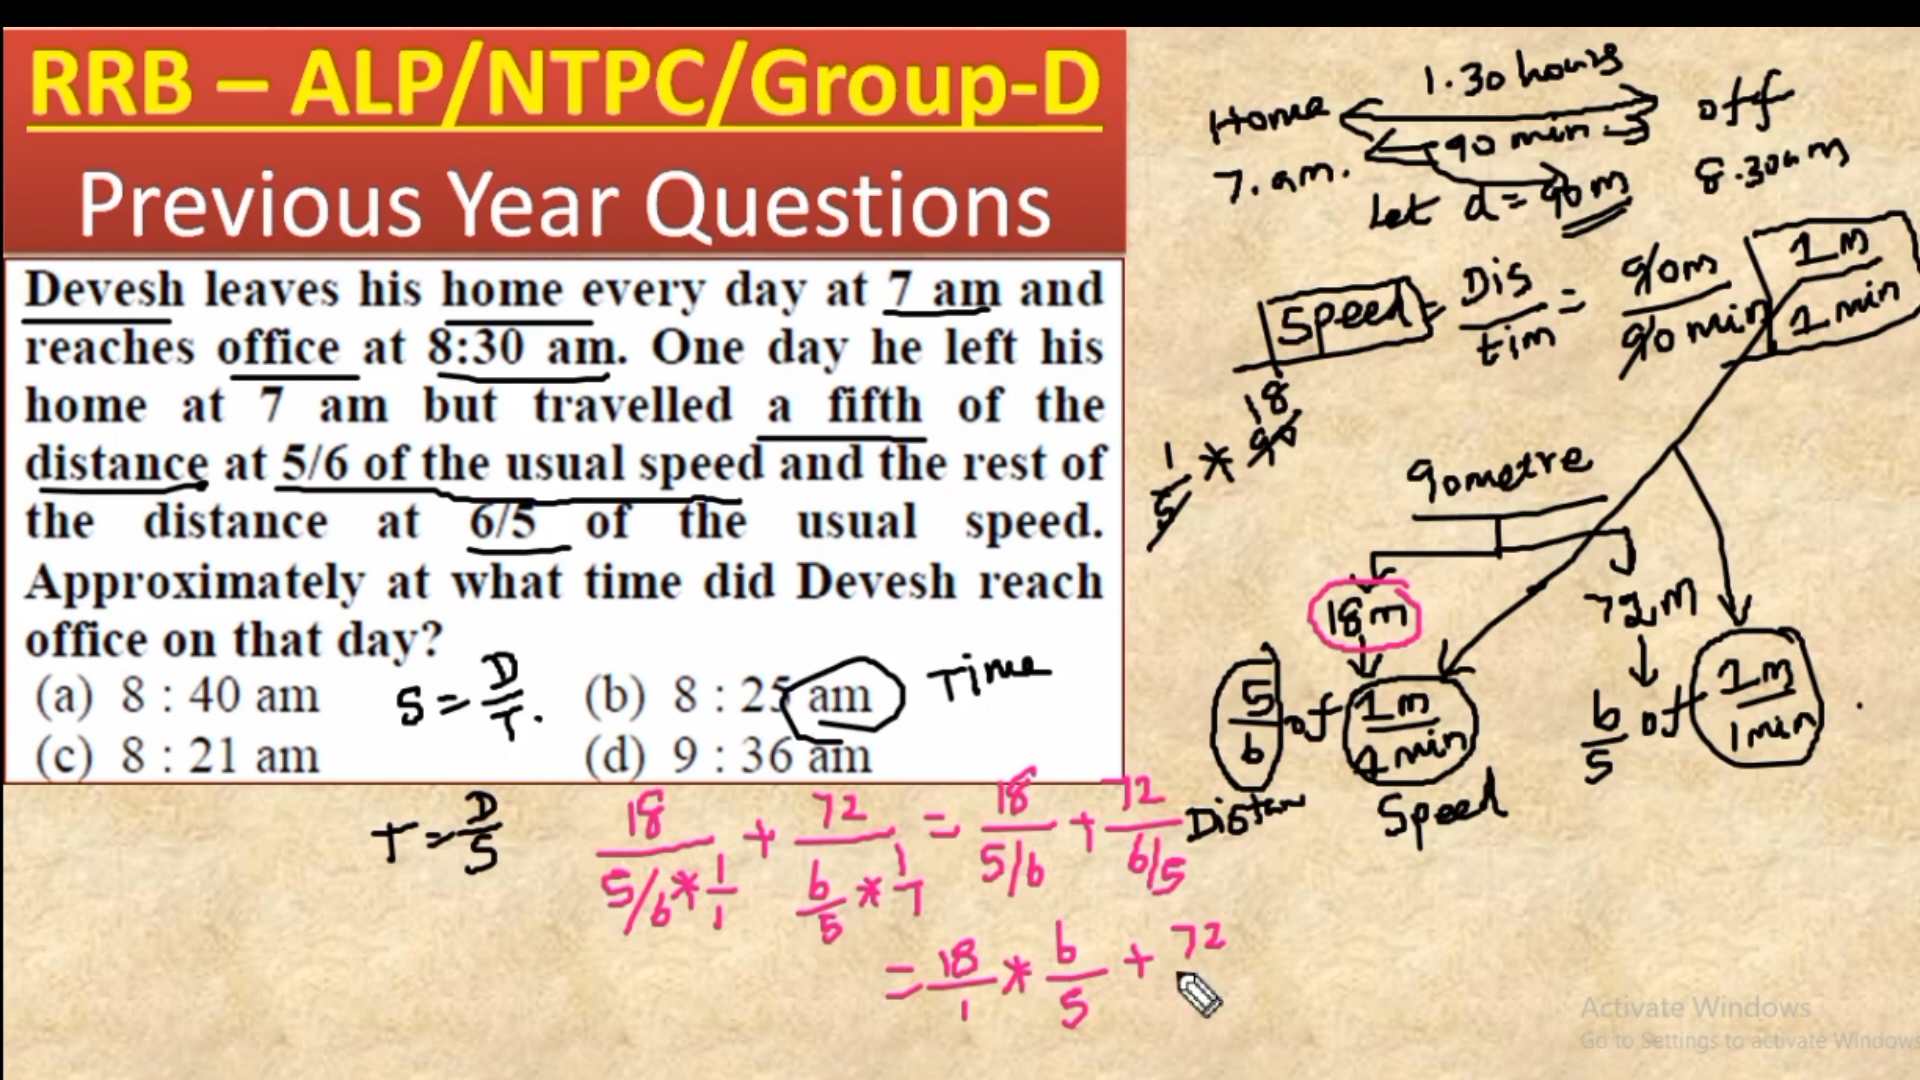 RRB – ALP/NTPC/Group-D
Previous Year Questions
Devesh leaves his home every day at 7 am and
reaches office at 8:30 am. One day he left his
home at 7 am but travelled a fifth of the
distance at 5/6 of the usual speed and the rest of
the distance at 6/5 of the usual speed.
Approximately at what time did Devesh reach
office on that day?
(a) 8 : 40 am (b) 8 : 25 am
(c) 8 : 21 am (d) 9 : 36 am
S = D/T.
Time
T = D/S
18/(5/6 * 1/1) + 72/(6/5 * 1/1) = 18/(5/6) + 72/(6/5)
= 18/1 * 6/5 + 72
1.30 hours
Home off
90 min
7. am. 8.30am
Let d = 90m
Speed = Dis/tim = 90m/90 min 1m/1 min
1/5 * 90 18
90metre
18m 72m
5/6 of 1m/1 min 6/5 of 1m/1min
Distan Speed
Activate Windows
Go to Settings to activate Windows